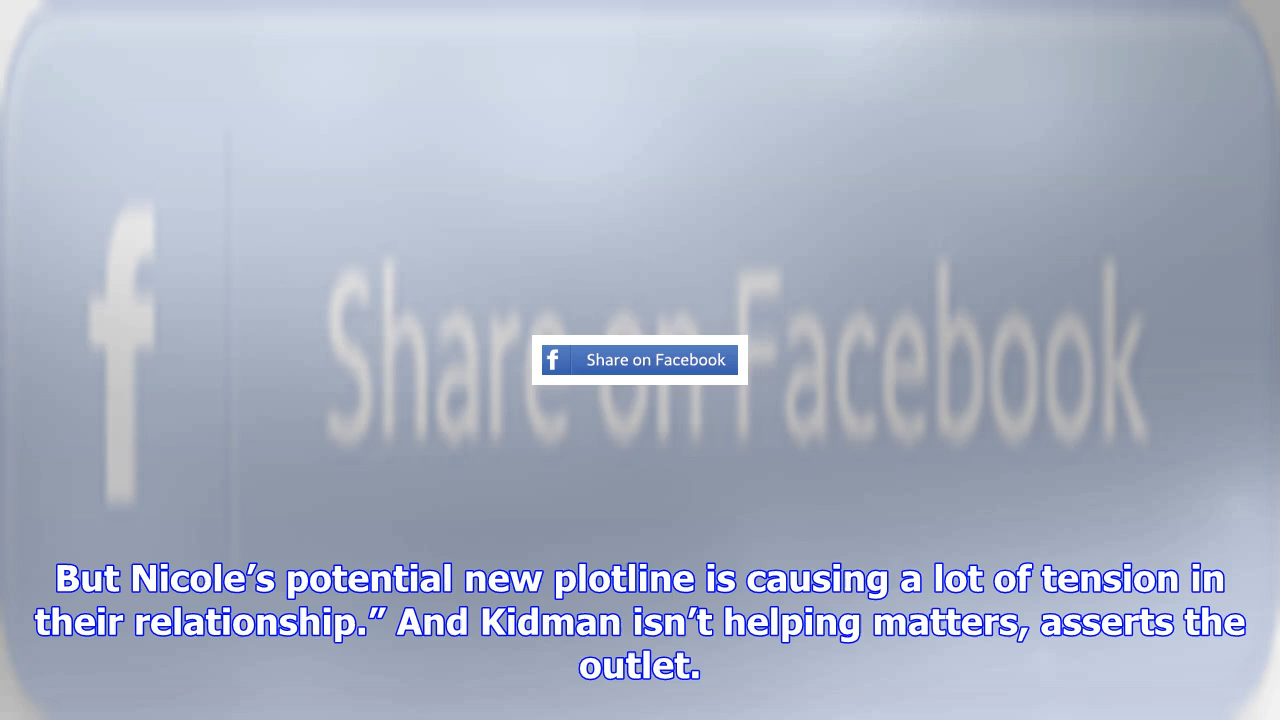 f Share on Facebook
f Share on Facebook
But Nicole’s potential new plotline is causing a lot of tension in
their relationship.” And Kidman isn’t helping matters, asserts the
outlet.